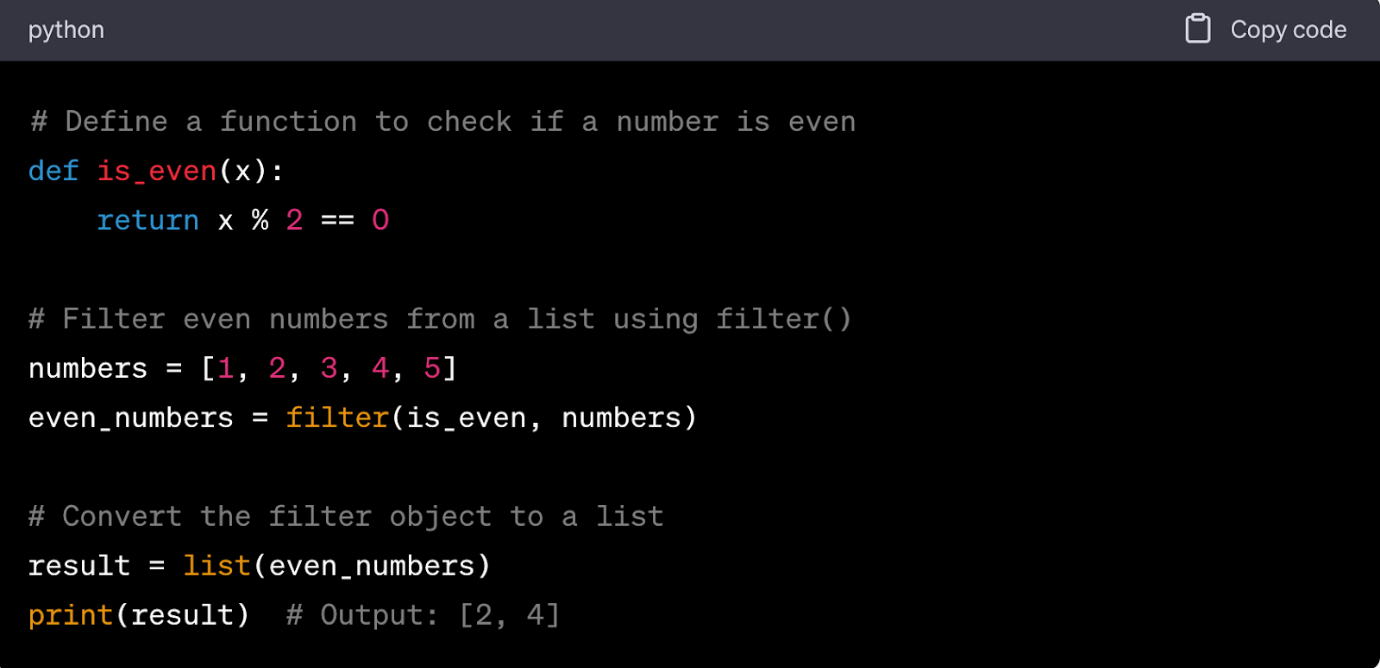 python
Copy code
# Define a function to check if a number is even
def is_even(x):
    return x % 2 == 0
# Filter even numbers from a list using filter()
numbers = [1, 2, 3, 4, 5]
even_numbers = filter(is_even, numbers)
# Convert the filter object to a list
result = list(even_numbers)
print(result)  # Output: [2, 4]